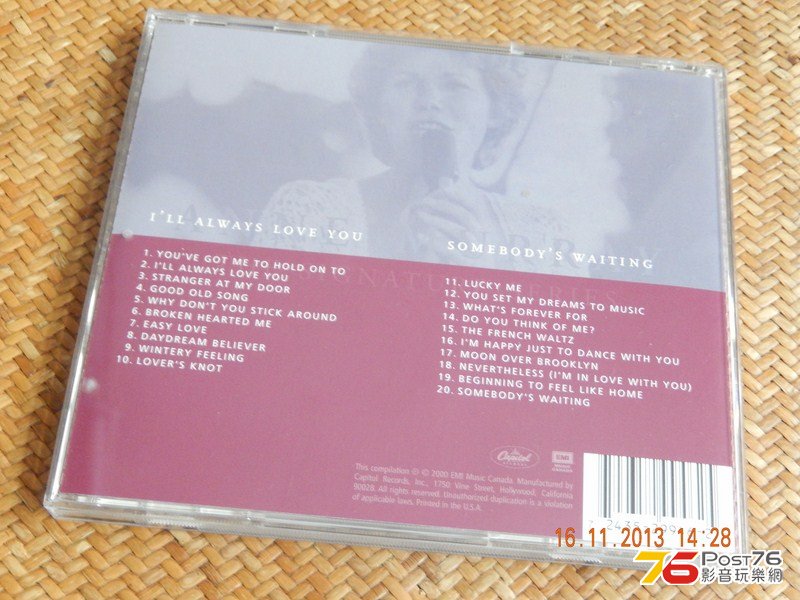 I'LL ALWAYS LOVE YOU
1. YOU'VE GOT ME TO HOLD ON TO
2. I'LL ALWAYS LOVE YOU
3. STRANGER AT MY DOOR
4. GOOD OLD SONG
5. WHY DON'T YOU STICK AROUND
6. BROKEN HEARTED ME
7. EASY LOVE
8. DAYDREAM BELIEVER
9. WINTERY FEELING
10. LOVER'S KNOT
SOMEBODY'S WAITING
11. LUCKY ME
12. YOU SET MY DREAMS TO MUSIC
13. WHAT'S FOREVER FOR
14. DO YOU THINK OF ME?
15. THE FRENCH WALTZ
16. I'M HAPPY JUST TO DANCE WITH YOU
17. MOON OVER BROOKLYN
18. NEVERTHELESS (I'M IN LOVE WITH YOU)
19. BEGINNING TO FEEL LIKE HOME
20. SOMEBODY'S WAITING
Capitol
EMI
MUSIC
CANADA
This compilation ℗ © 2000 EMI Music Canada. Manufactured by
Capitol Records, Inc., 1750 Vine Street, Hollywood, California
90028. All rights reserved. Unauthorized duplication is a violation
of applicable laws. Printed in the U.S.A.
16.11.2013 14:28
76 POST76
影音玩樂網